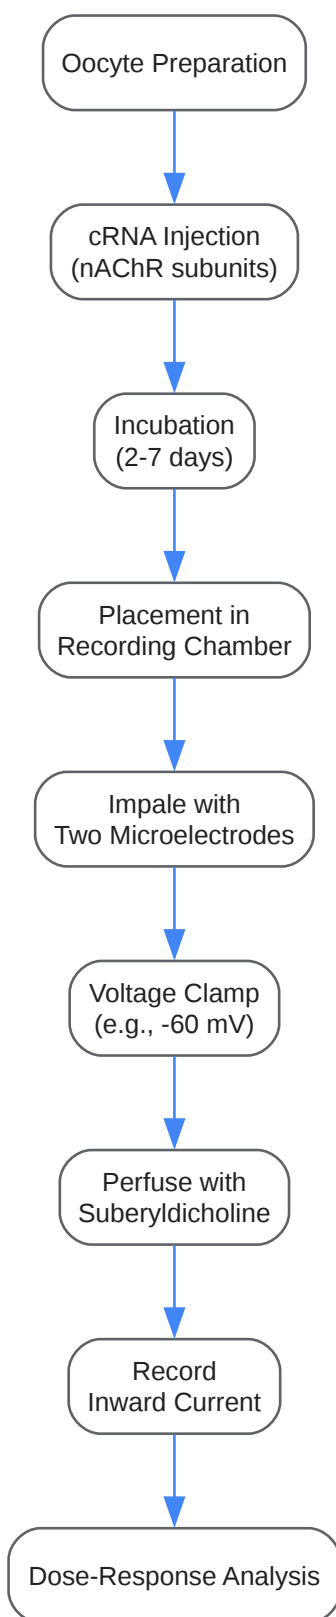 Oocyte Preparation
cRNA Injection
(nAChR subunits)
Incubation
(2-7 days)
Placement in
Recording Chamber
Impale with
Two Microelectrodes
Voltage Clamp
(e.g., -60 mV)
Perfuse with
Suberyldicholine
Record
Inward Current
Dose-Response Analysis